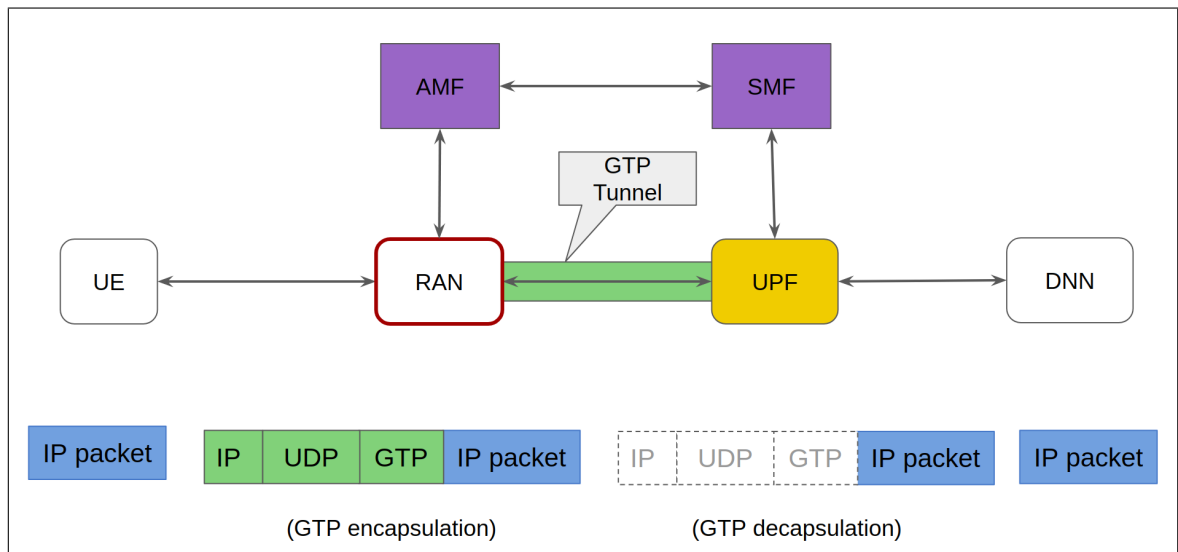 AMF
SMF
GTP
Tunnel
UE
RAN
UPF
DNN
IP packet
IP UDP GTP IP packet
IP UDP GTP IP packet
IP packet
(GTP encapsulation)
(GTP decapsulation)